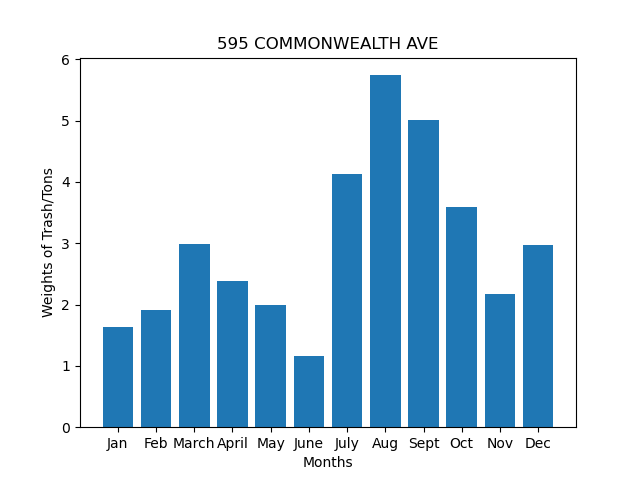 595 COMMONWEALTH AVE
6
5
4
3
2
1
0
Weights of Trash/Tons
Jan Feb March April May June July Aug Sept Oct Nov Dec
Months